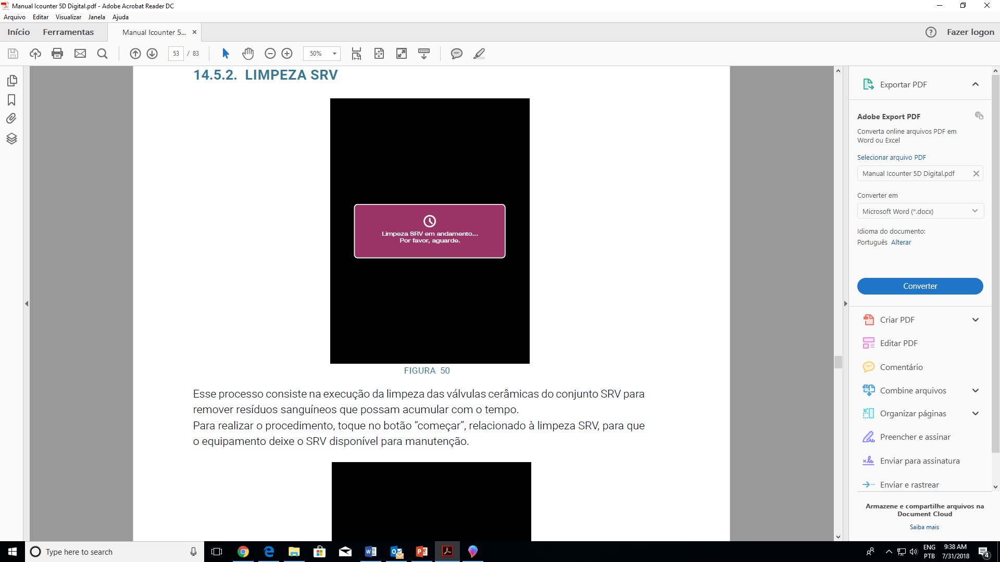 Manual Icounter 5D Digital.pdf - Adobe Acrobat Reader DC
Arquivo Editar Visualizar Janela Ajuda
Início Ferramentas Manual Icounter 5... Fazer logon
53 / 83 50%
14.5.2. LIMPEZA SRV
Limpeza SRV em andamento...
Por favor, aguarde.
FIGURA 50
Esse processo consiste na execução da limpeza das válvulas cerâmicas do conjunto SRV para
remover resíduos sanguíneos que possam acumular com o tempo.
Para realizar o procedimento, toque no botão “começar”, relacionado à limpeza SRV, para que
o equipamento deixe o SRV disponível para manutenção.
Exportar PDF
Adobe Export PDF
Converta online arquivos PDF em
Word ou Excel
Selecionar arquivo PDF
Manual Icounter 5D Digital.pdf
Converter em
Microsoft Word (*.docx)
Idioma do documento:
Português Alterar
Converter
Criar PDF
Editar PDF
Comentário
Combine arquivos
Organizar páginas
Preencher e assinar
Enviar para assinatura
Enviar e rastrear
Armazene e compartilhe arquivos na
Document Cloud
Saiba mais
Type here to search
ENG
PTB
9:38 AM
7/31/2018
4